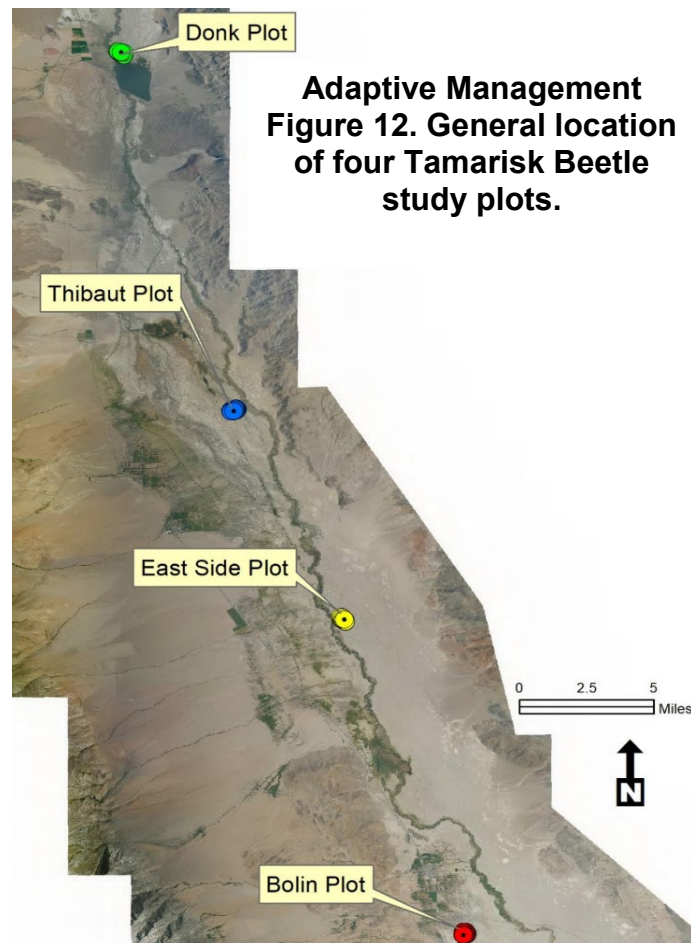 Donk Plot
Adaptive Management
Figure 12. General location
of four Tamarisk Beetle
study plots.
Thibaut Plot
East Side Plot
0 2.5 5
Miles
N
Bolin Plot